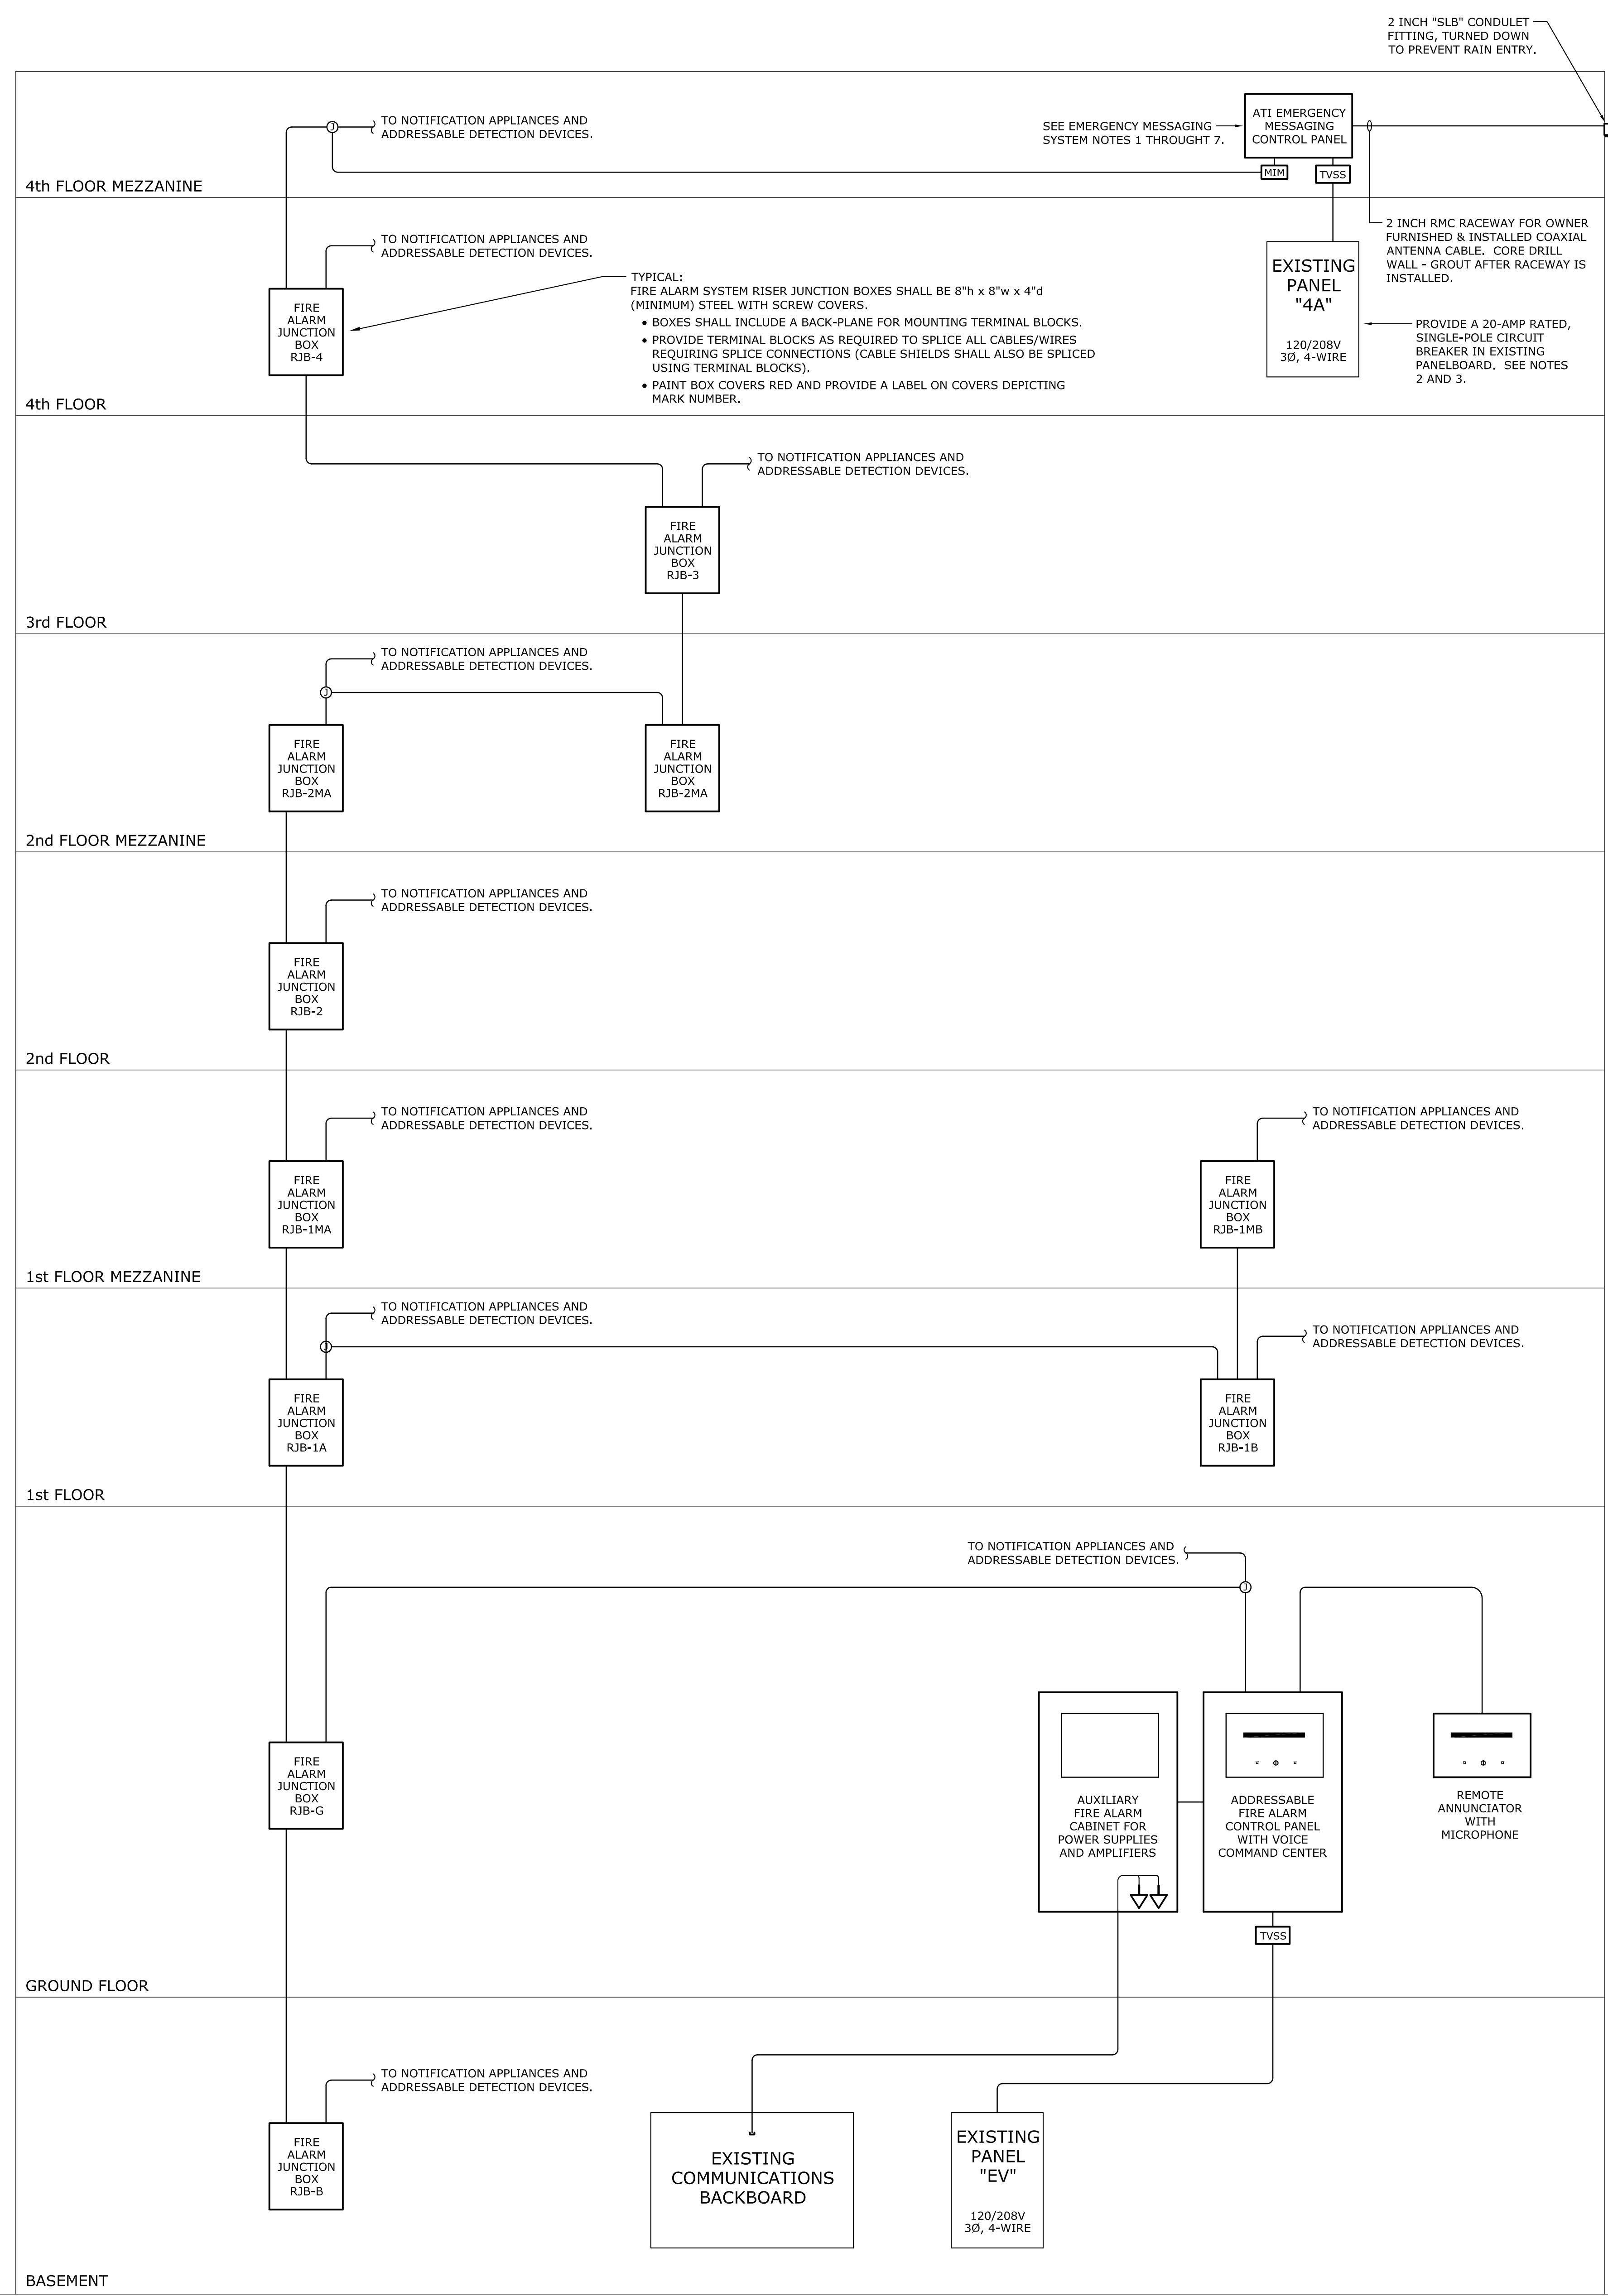 2 INCH "SLB" CONDULET
FITTING, TURNED DOWN
TO PREVENT RAIN ENTRY.
TO NOTIFICATION APPLIANCES AND
ADDRESSABLE DETECTION DEVICES.
SEE EMERGENCY MESSAGING
SYSTEM NOTES 1 THROUGHT 7.
ATI EMERGENCY
MESSAGING
CONTROL PANEL
J
MIM
TVSS
4th FLOOR MEZZANINE
TO NOTIFICATION APPLIANCES AND
ADDRESSABLE DETECTION DEVICES.
2 INCH RMC RACEWAY FOR OWNER
FURNISHED & INSTALLED COAXIAL
ANTENNA CABLE. CORE DRILL
WALL - GROUT AFTER RACEWAY IS
INSTALLED.
TYPICAL:
FIRE ALARM SYSTEM RISER JUNCTION BOXES SHALL BE 8"h x 8"w x 4"d
(MINIMUM) STEEL WITH SCREW COVERS.
• BOXES SHALL INCLUDE A BACK-PLANE FOR MOUNTING TERMINAL BLOCKS.
• PROVIDE TERMINAL BLOCKS AS REQUIRED TO SPLICE ALL CABLES/WIRES
REQUIRING SPLICE CONNECTIONS (CABLE SHIELDS SHALL ALSO BE SPLICED
USING TERMINAL BLOCKS).
• PAINT BOX COVERS RED AND PROVIDE A LABEL ON COVERS DEPICTING
MARK NUMBER.
FIRE
ALARM
JUNCTION
BOX
RJB-4
EXISTING
PANEL
"4A"
120/208V
3Ø, 4-WIRE
PROVIDE A 20-AMP RATED,
SINGLE-POLE CIRCUIT
BREAKER IN EXISTING
PANELBOARD. SEE NOTES
2 AND 3.
4th FLOOR
TO NOTIFICATION APPLIANCES AND
ADDRESSABLE DETECTION DEVICES.
FIRE
ALARM
JUNCTION
BOX
RJB-3
3rd FLOOR
TO NOTIFICATION APPLIANCES AND
ADDRESSABLE DETECTION DEVICES.
J
FIRE
ALARM
JUNCTION
BOX
RJB-2MA
FIRE
ALARM
JUNCTION
BOX
RJB-2MA
2nd FLOOR MEZZANINE
TO NOTIFICATION APPLIANCES AND
ADDRESSABLE DETECTION DEVICES.
FIRE
ALARM
JUNCTION
BOX
RJB-2
2nd FLOOR
TO NOTIFICATION APPLIANCES AND
ADDRESSABLE DETECTION DEVICES.
TO NOTIFICATION APPLIANCES AND
ADDRESSABLE DETECTION DEVICES.
FIRE
ALARM
JUNCTION
BOX
RJB-1MA
FIRE
ALARM
JUNCTION
BOX
RJB-1MB
1st FLOOR MEZZANINE
TO NOTIFICATION APPLIANCES AND
ADDRESSABLE DETECTION DEVICES.
TO NOTIFICATION APPLIANCES AND
ADDRESSABLE DETECTION DEVICES.
J
FIRE
ALARM
JUNCTION
BOX
RJB-1A
FIRE
ALARM
JUNCTION
BOX
RJB-1B
1st FLOOR
TO NOTIFICATION APPLIANCES AND
ADDRESSABLE DETECTION DEVICES.
J
FIRE
ALARM
JUNCTION
BOX
RJB-G
AUXILIARY
FIRE ALARM
CABINET FOR
POWER SUPPLIES
AND AMPLIFIERS
ADDRESSABLE
FIRE ALARM
CONTROL PANEL
WITH VOICE
COMMAND CENTER
REMOTE
ANNUNCIATOR
WITH
MICROPHONE
TVSS
GROUND FLOOR
TO NOTIFICATION APPLIANCES AND
ADDRESSABLE DETECTION DEVICES.
FIRE
ALARM
JUNCTION
BOX
RJB-B
EXISTING
COMMUNICATIONS
BACKBOARD
EXISTING
PANEL
"EV"
120/208V
3Ø, 4-WIRE
BASEMENT